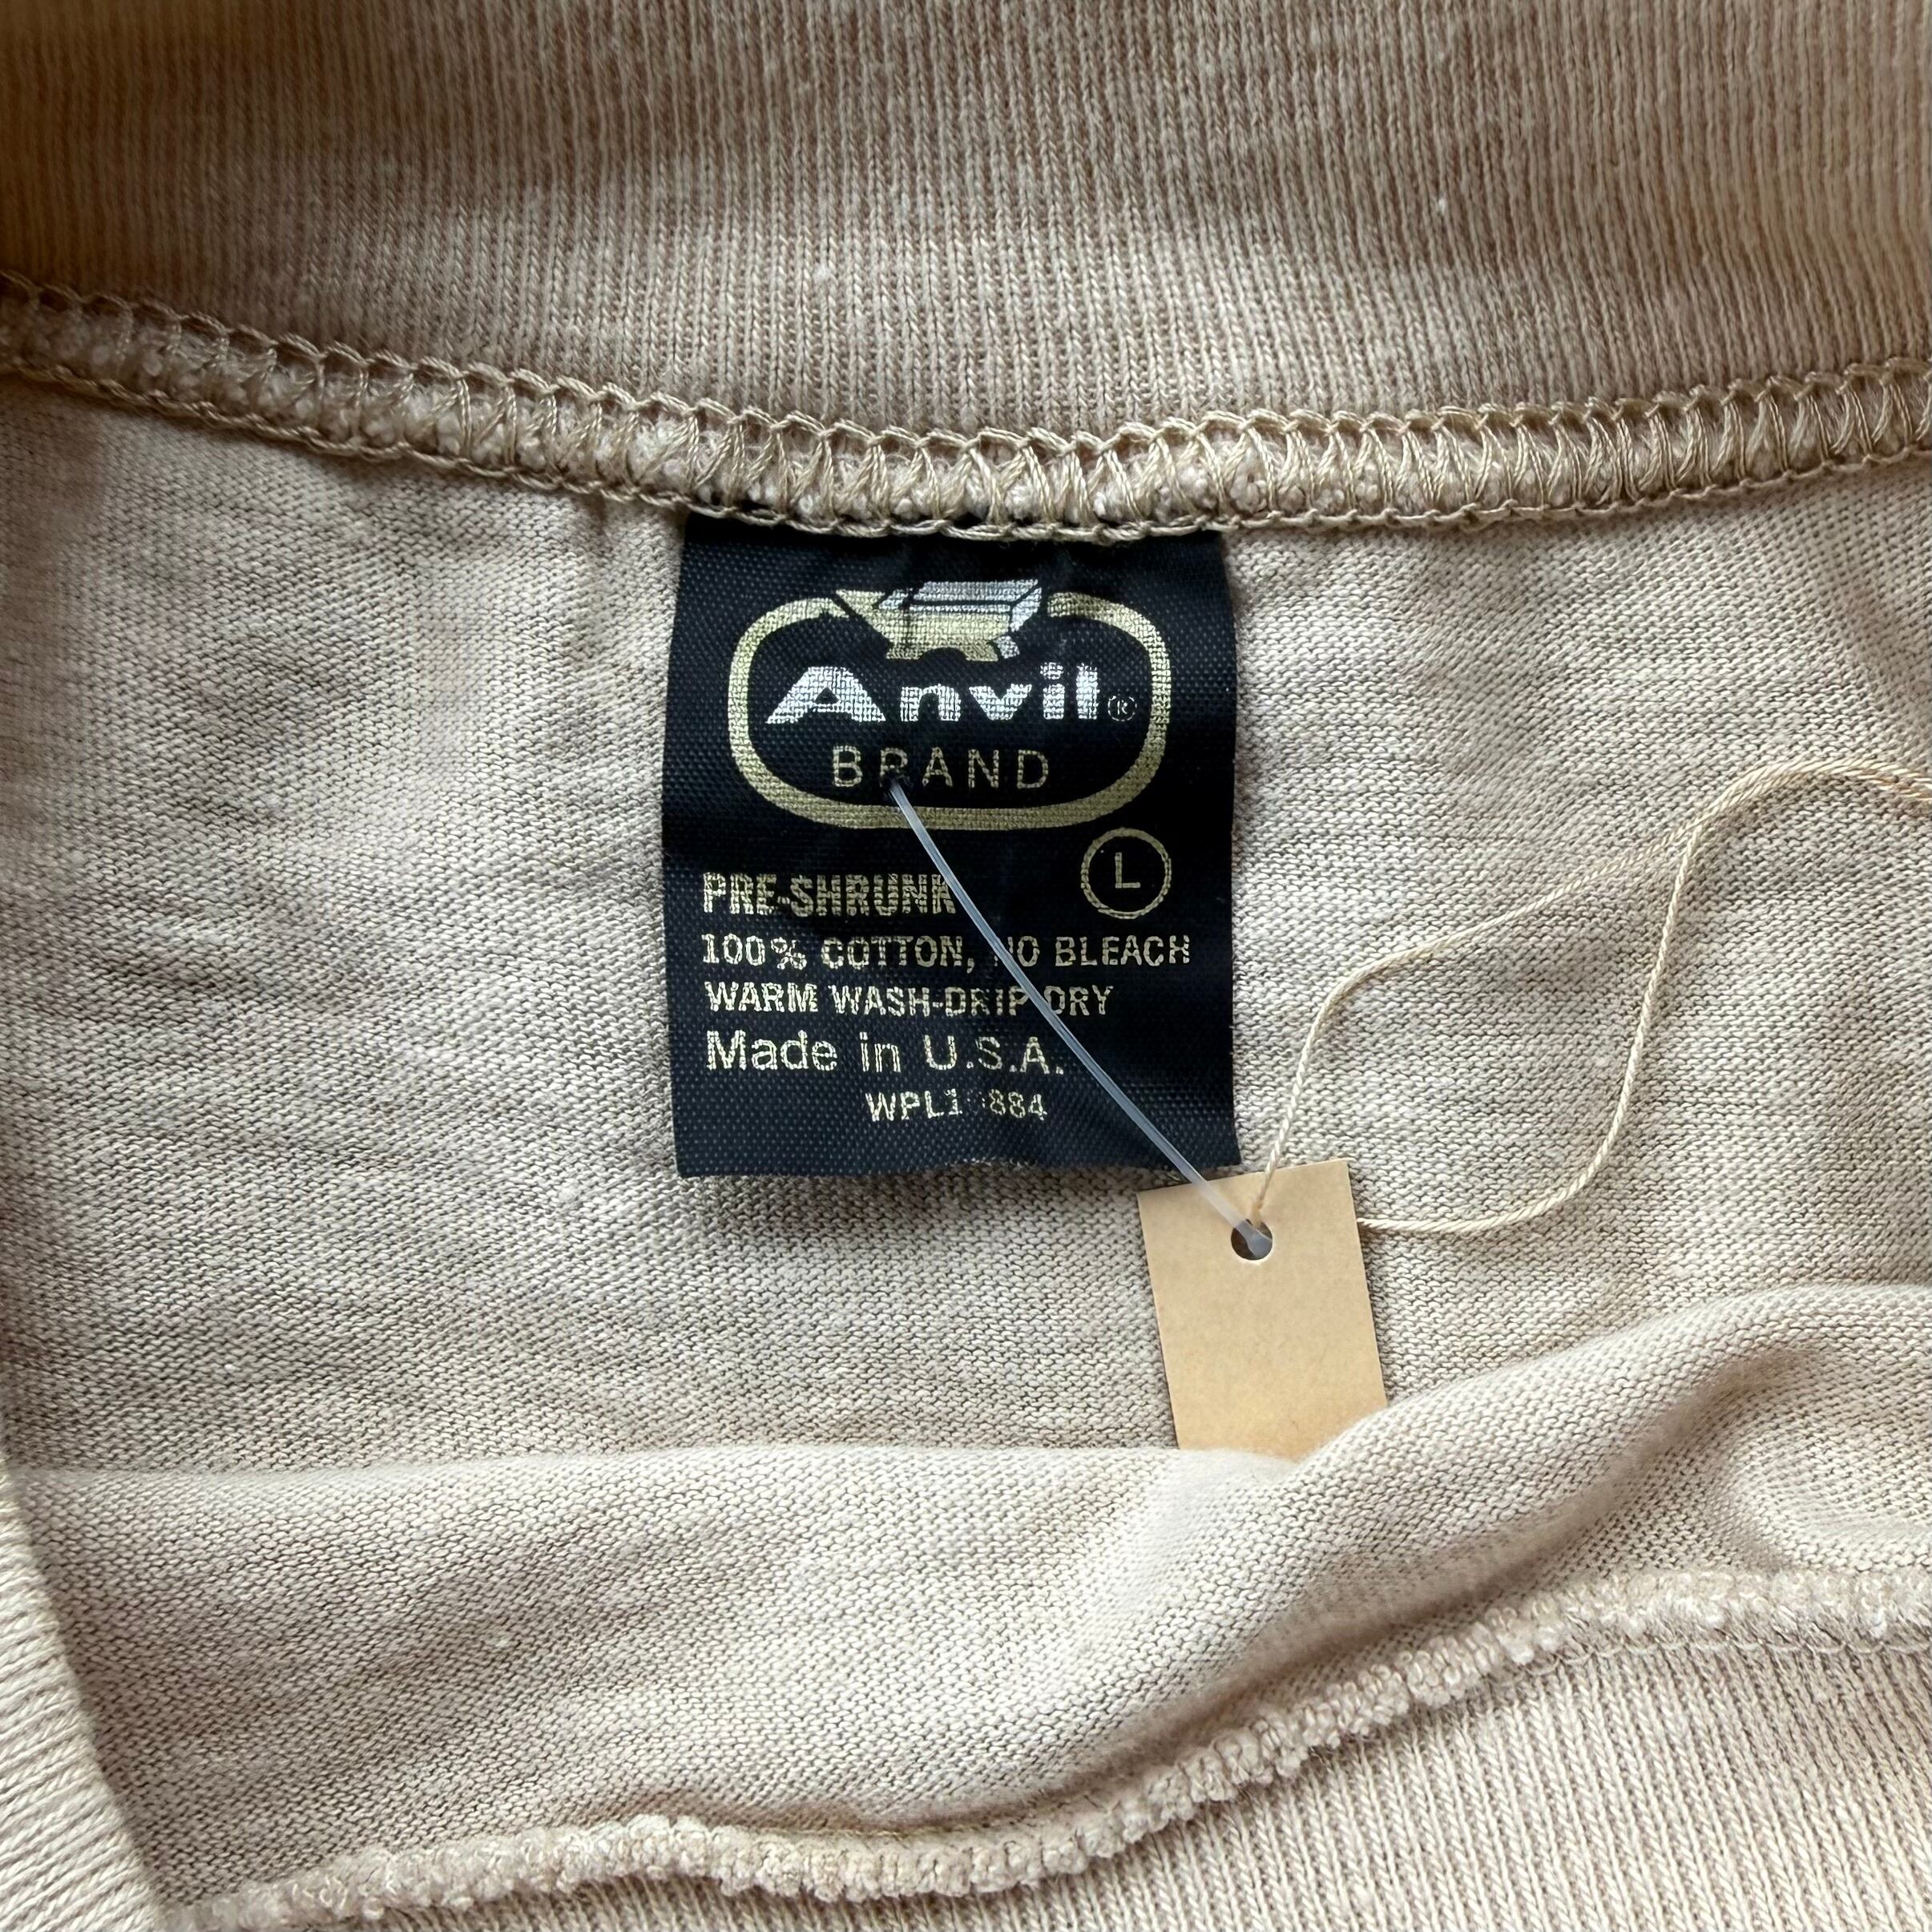 Anvil®
BRAND
L
PRE-SHRUNK
100% COTTON, NO BLEACH
WARM WASH-DRIP DRY
Made in U.S.A.